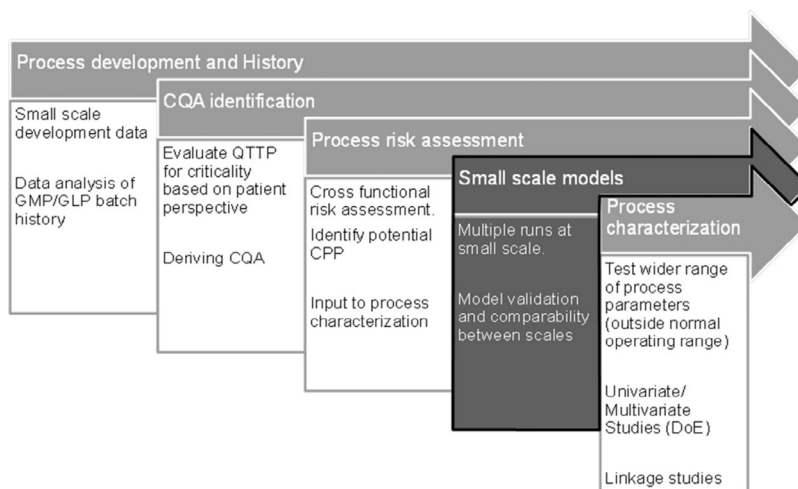 Process development and History
Small scale
development data
Data analysis of
GMP/GLP batch
history
CQA identification
Evaluate QTTP
for criticality
based on patient
perspective
Deriving CQA
Process risk assessment
Cross functional
risk assessment.
Identify potential
CPP
Input to process
characterization
Small scale models
Multiple runs at
small scale.
Model validation
and comparability
between scales
Process
characterization
Test wider range
of process
parameters
(outside normal
operating range)
Univariate/
Multivariate
Studies (DoE)
Linkage studies